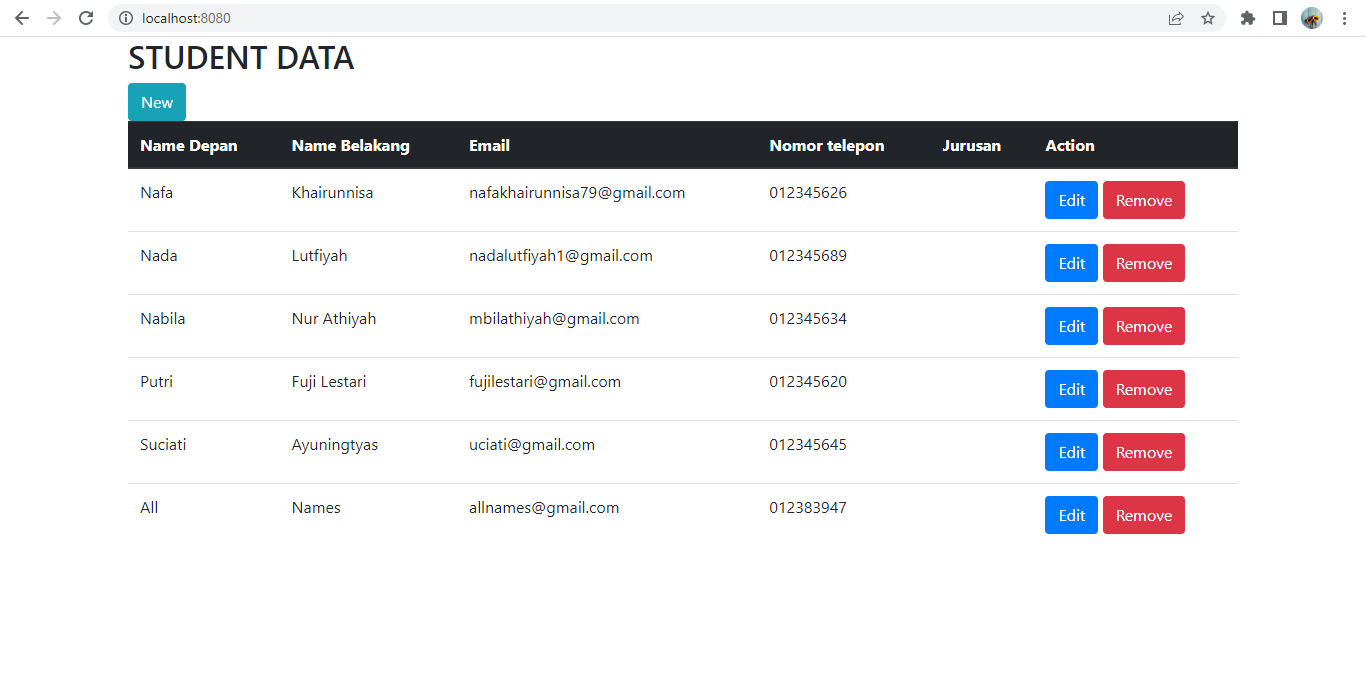 localhost:8080
STUDENT DATA
New
Name Depan Name Belakang Email Nomor telepon Jurusan Action
Nafa Khairunnisa nafakhairunnisa79@gmail.com 012345626 Edit Remove
Nada Lutfiyah nadalutfiyah1@gmail.com 012345689 Edit Remove
Nabila Nur Athiyah mbilathiyah@gmail.com 012345634 Edit Remove
Putri Fuji Lestari fujilestari@gmail.com 012345620 Edit Remove
Suciati Ayuningtyas uciati@gmail.com 012345645 Edit Remove
All Names allnames@gmail.com 012383947 Edit Remove